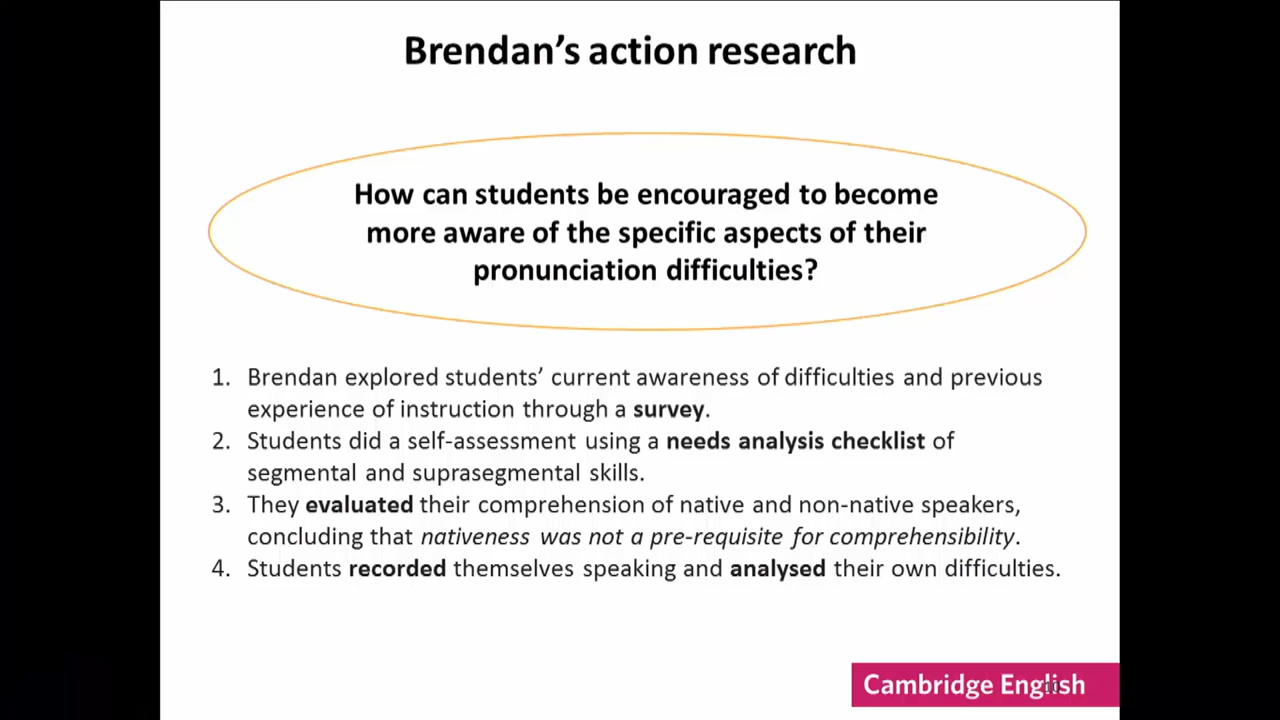 Brendan’s action research
How can students be encouraged to become
more aware of the specific aspects of their
pronunciation difficulties?
1. Brendan explored students’ current awareness of difficulties and previous
experience of instruction through a survey.
2. Students did a self-assessment using a needs analysis checklist of
segmental and suprasegmental skills.
3. They evaluated their comprehension of native and non-native speakers,
concluding that nativeness was not a pre-requisite for comprehensibility.
4. Students recorded themselves speaking and analysed their own difficulties.
Cambridge English